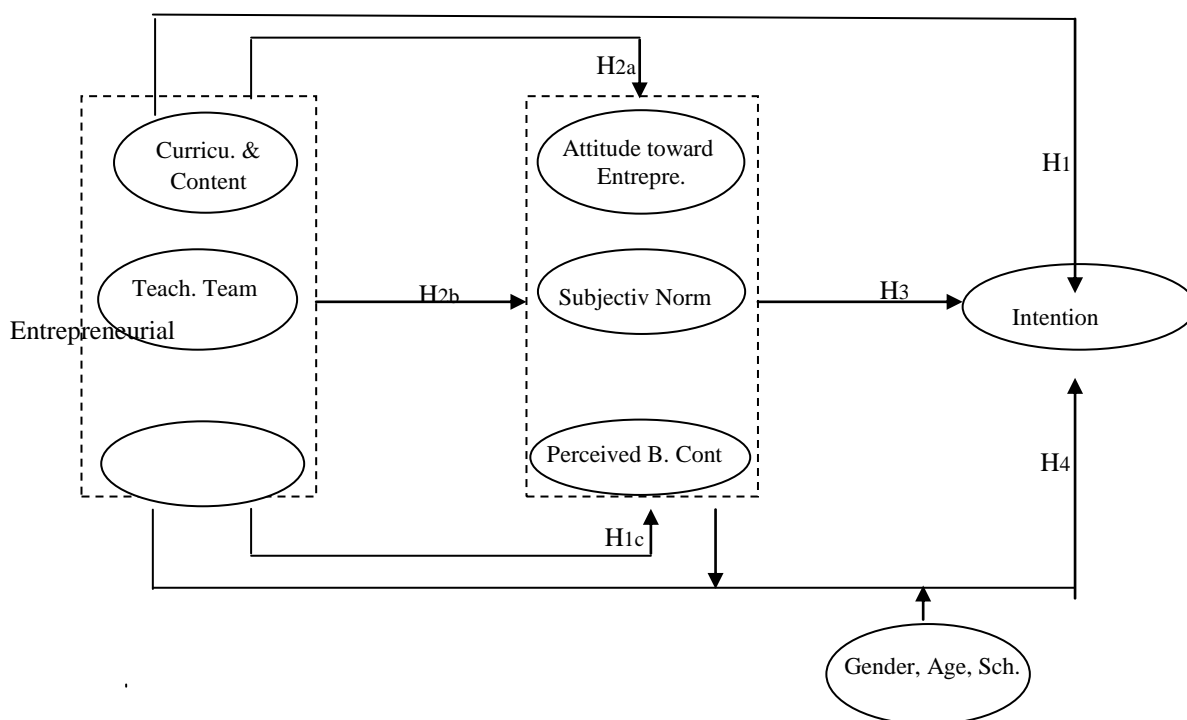 H2a
Curricu. &
Content
Attitude toward
Entrepre.
H1
Teach. Team
H2b
Subjectiv Norm
H3
Intention
Entrepreneurial
Perceived B. Cont
H4
H1c
Gender, Age, Sch.